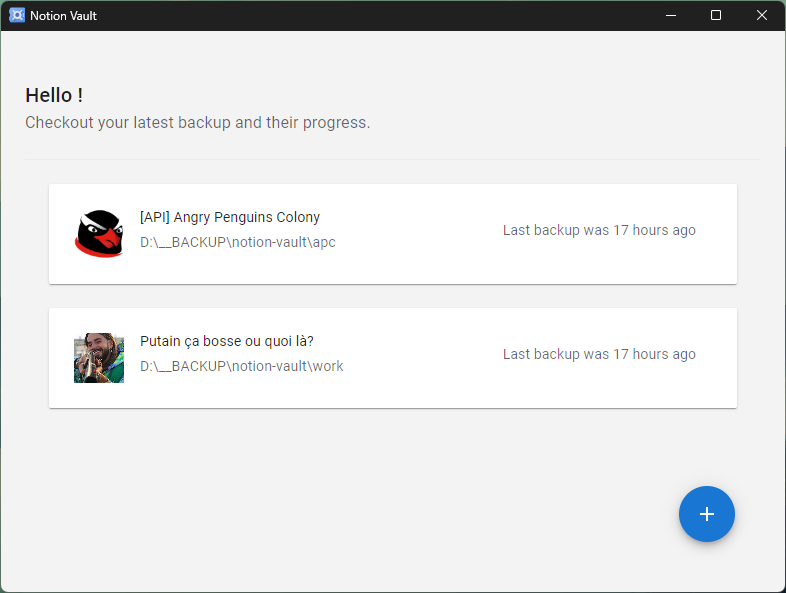 Notion Vault
Hello !
Checkout your latest backup and their progress.
[API] Angry Penguins Colony
D:\__BACKUP\notion-vault\apc
Last backup was 17 hours ago
Putain ça bosse ou quoi là?
D:\__BACKUP\notion-vault\work
Last backup was 17 hours ago